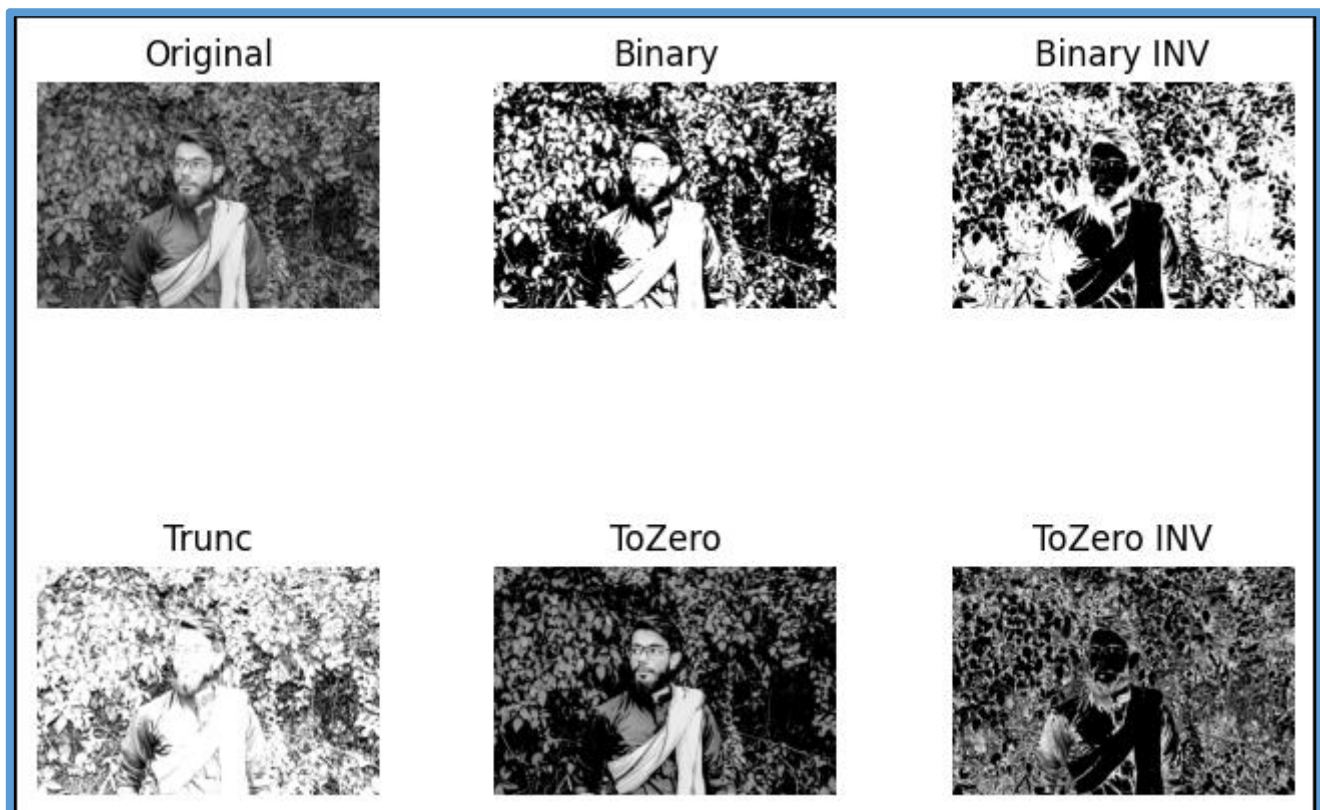 Original
Binary
Binary INV
Trunc
ToZero
ToZero INV